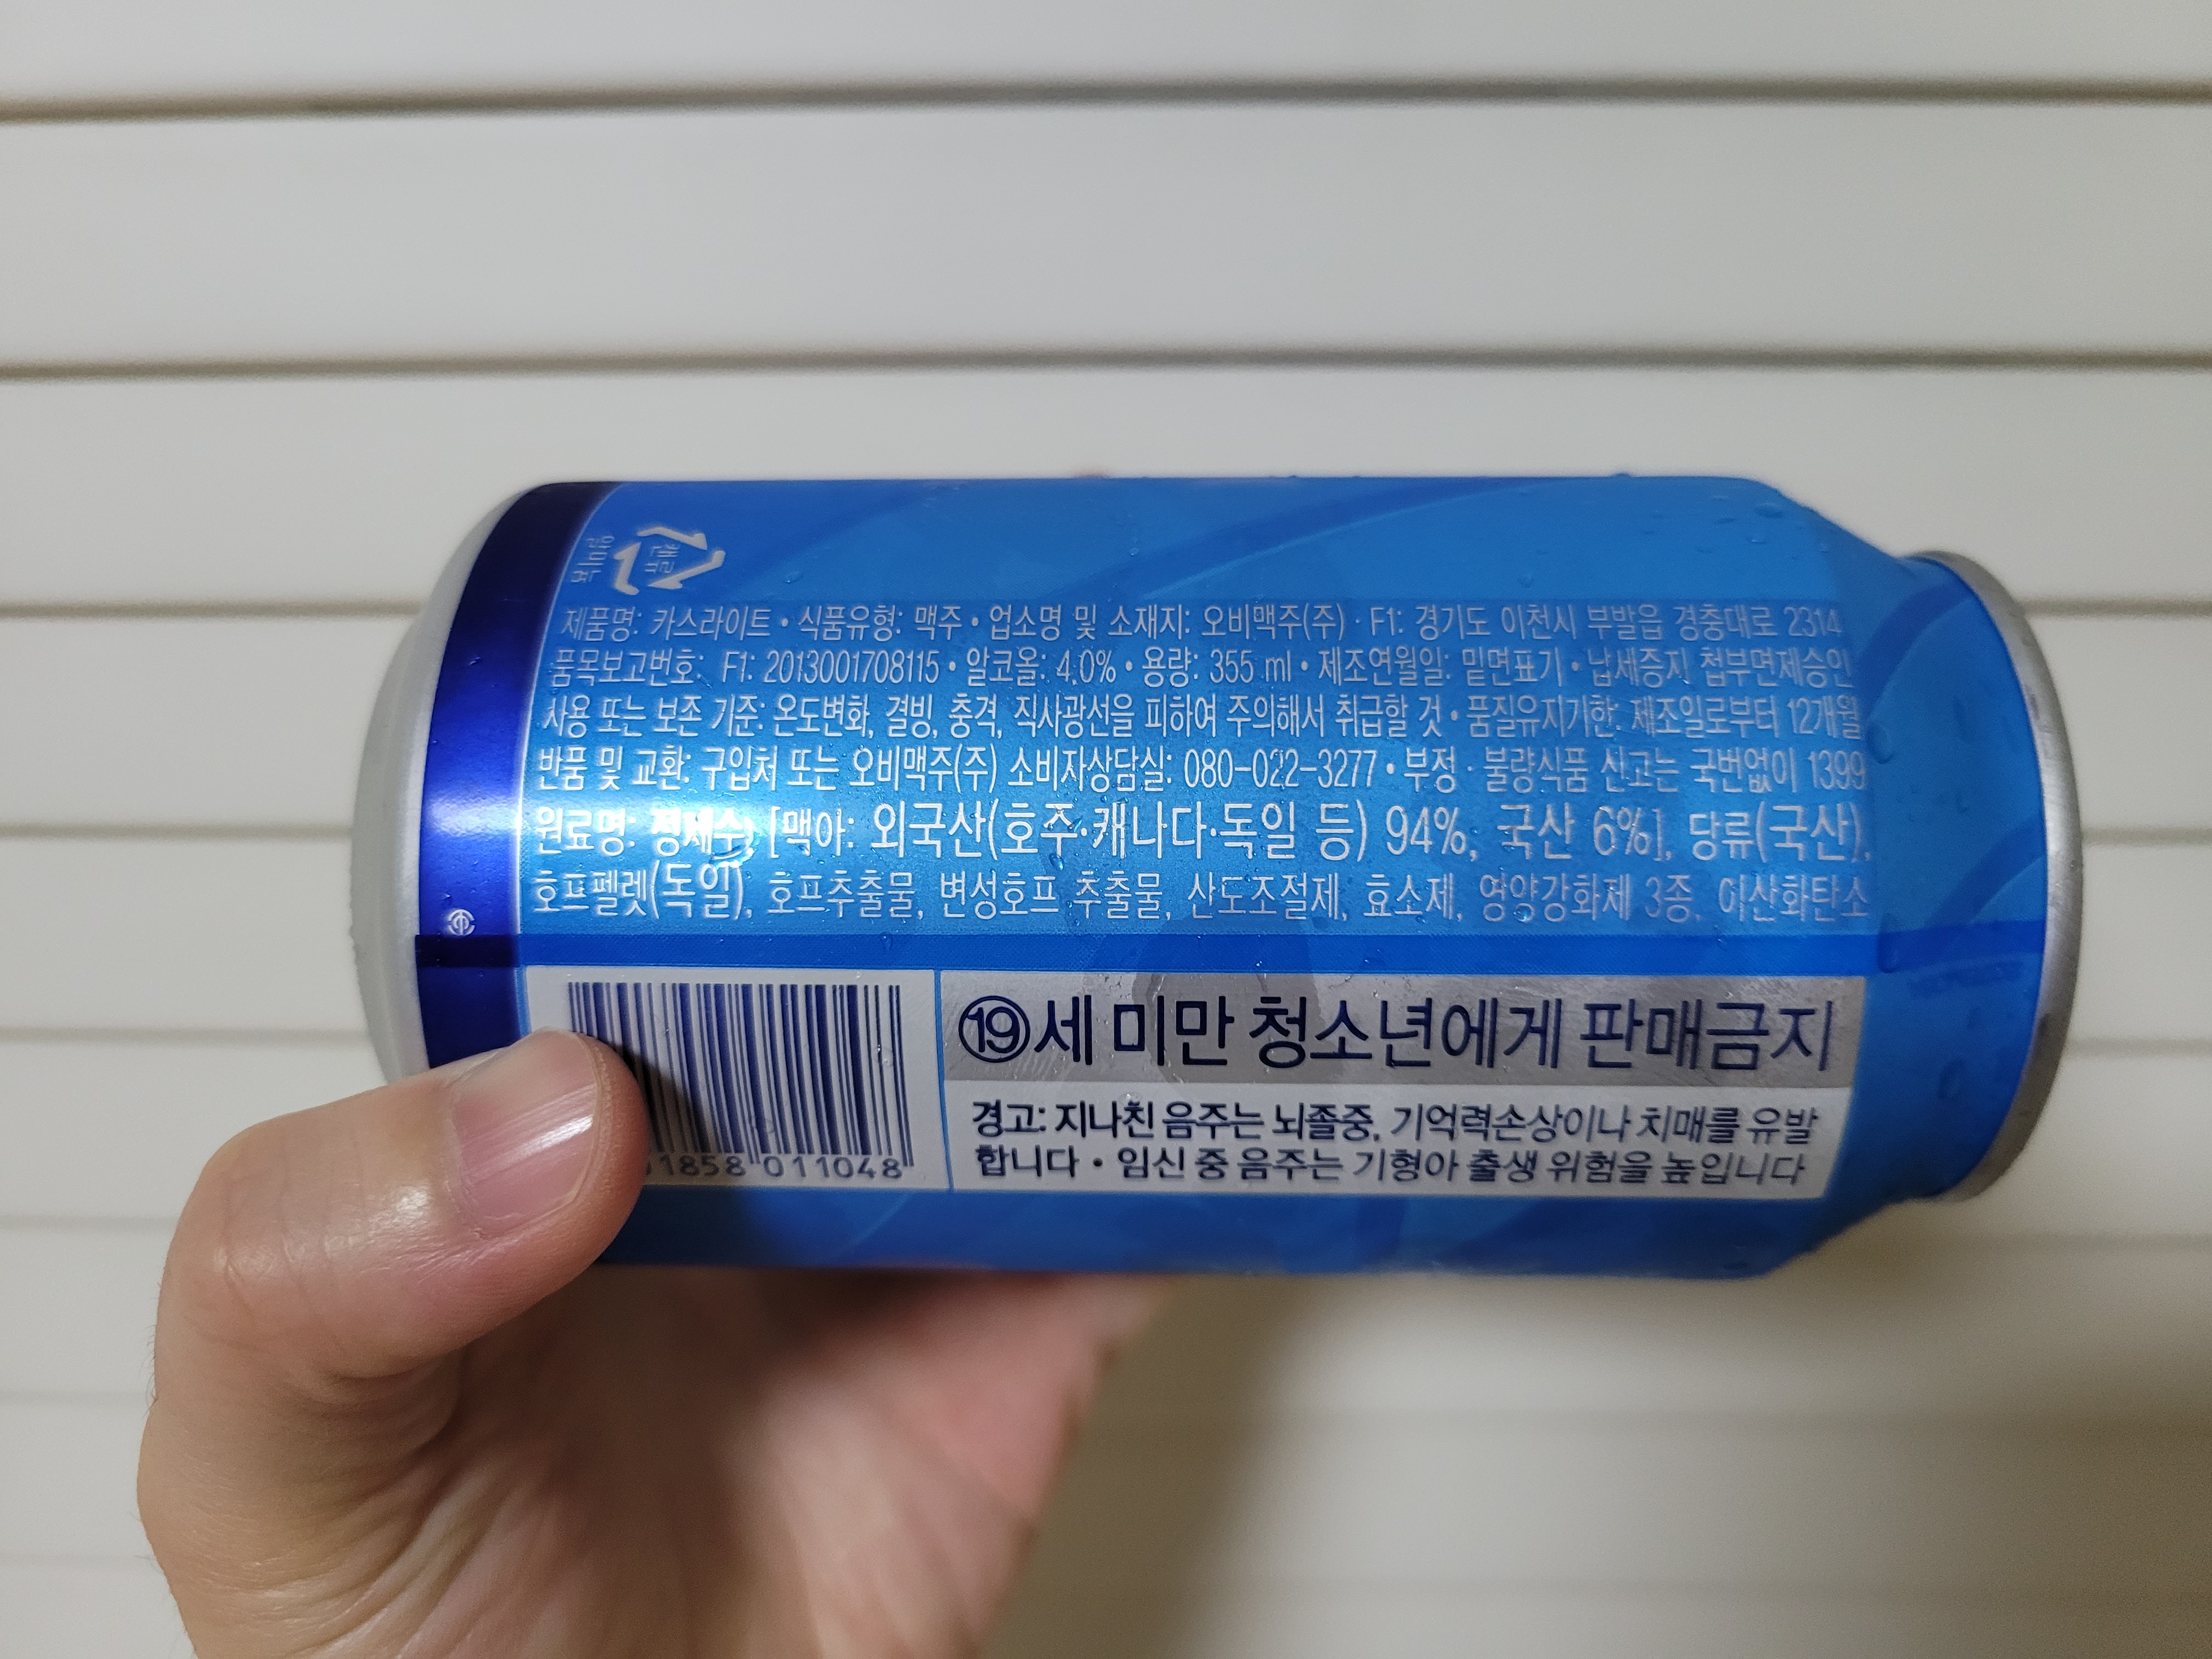 알미늄
캔류
제품명: 카스라이트 • 식품유형: 맥주 • 업소명 및 소재지: 오비맥주(주) · F1: 경기도 이천시 부발읍 경충대로 2314
품목보고번호: F1: 2013001708115 • 알코올: 4.0% • 용량: 355 ml • 제조연월일: 밑면표기 • 납세증지 첩부면제승인
사용 또는 보존 기준: 온도변화, 결빙, 충격, 직사광선을 피하여 주의해서 취급할 것 • 품질유지기한: 제조일로부터 12개월
반품 및 교환: 구입처 또는 오비맥주(주) 소비자상담실: 080-022-3277 • 부정 · 불량식품 신고는 국번없이 1399
원료명: 정제수, [맥아: 외국산(호주·캐나다·독일 등) 94%, 국산 6%], 당류(국산),
호프펠렛(독일), 호프추출물, 변성호프 추출물, 산도조절제, 효소제, 영양강화제 3종, 이산화탄소
⑲세 미만 청소년에게 판매금지
경고: 지나친 음주는 뇌졸중, 기억력손상이나 치매를 유발
합니다 • 임신 중 음주는 기형아 출생 위험을 높입니다
1858 011048